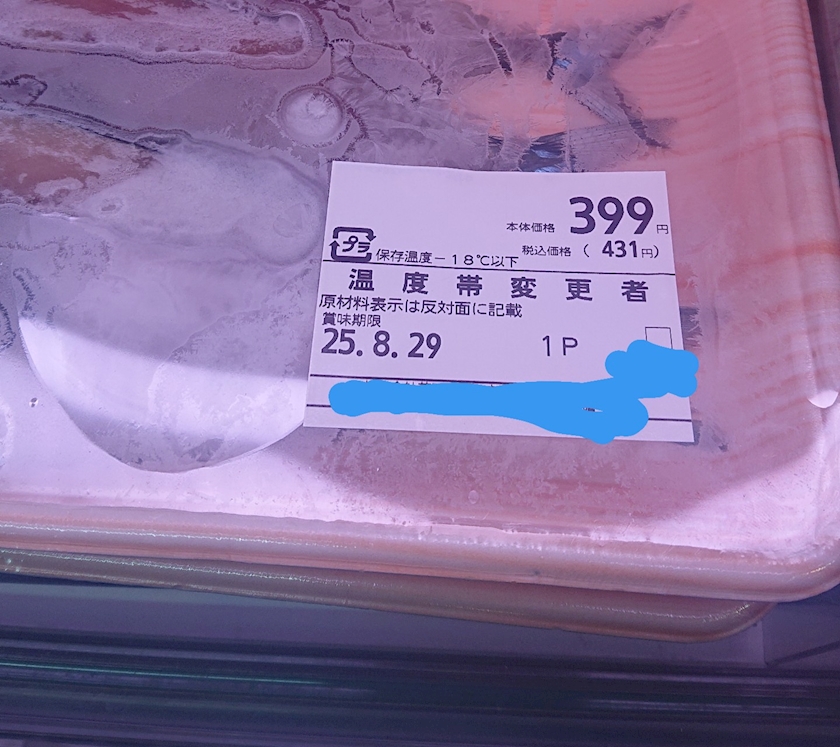 本体価格 399円
プラ 保存温度-18℃以下 税込価格 ( 431円)
温度帯変更者
原材料表示は反対面に記載
賞味期限
25.8.29 1P